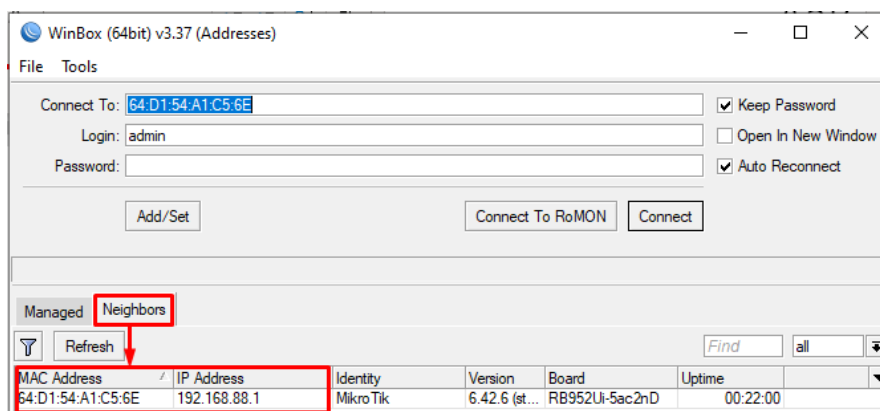 WinBox (64bit) v3.37 (Addresses)
File Tools
Connect To: 64:D1:54:A1:C5:6E
Keep Password
Login: admin
Open In New Window
Password:
Auto Reconnect
Add/Set Connect To RoMON Connect
Managed Neighbors
Refresh Find all
MAC Address IP Address Identity Version Board Uptime
64:D1:54:A1:C5:6E 192.168.88.1 MikroTik 6.42.6 (st... RB952Ui-5ac2nD 00:22:00